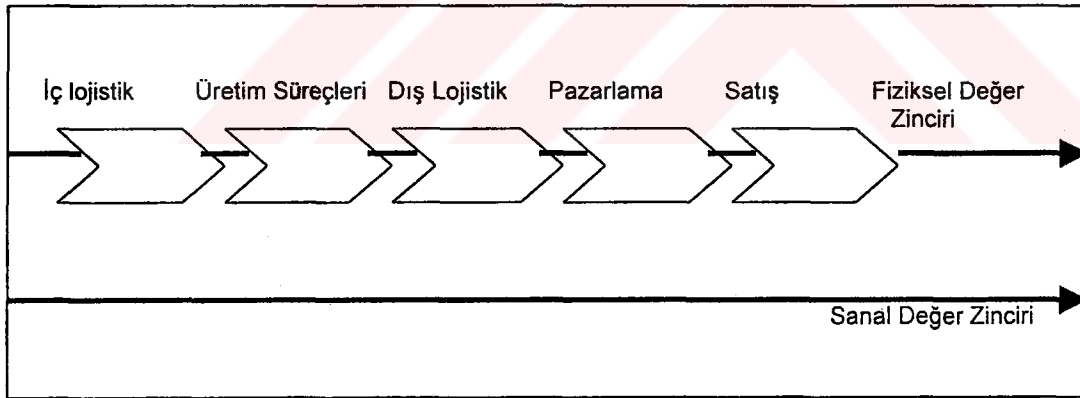 İç lojistik
Üretim Süreçleri
Dış Lojistik
Pazarlama
Satış
Fiziksel Değer
Zinciri
Sanal Değer Zinciri